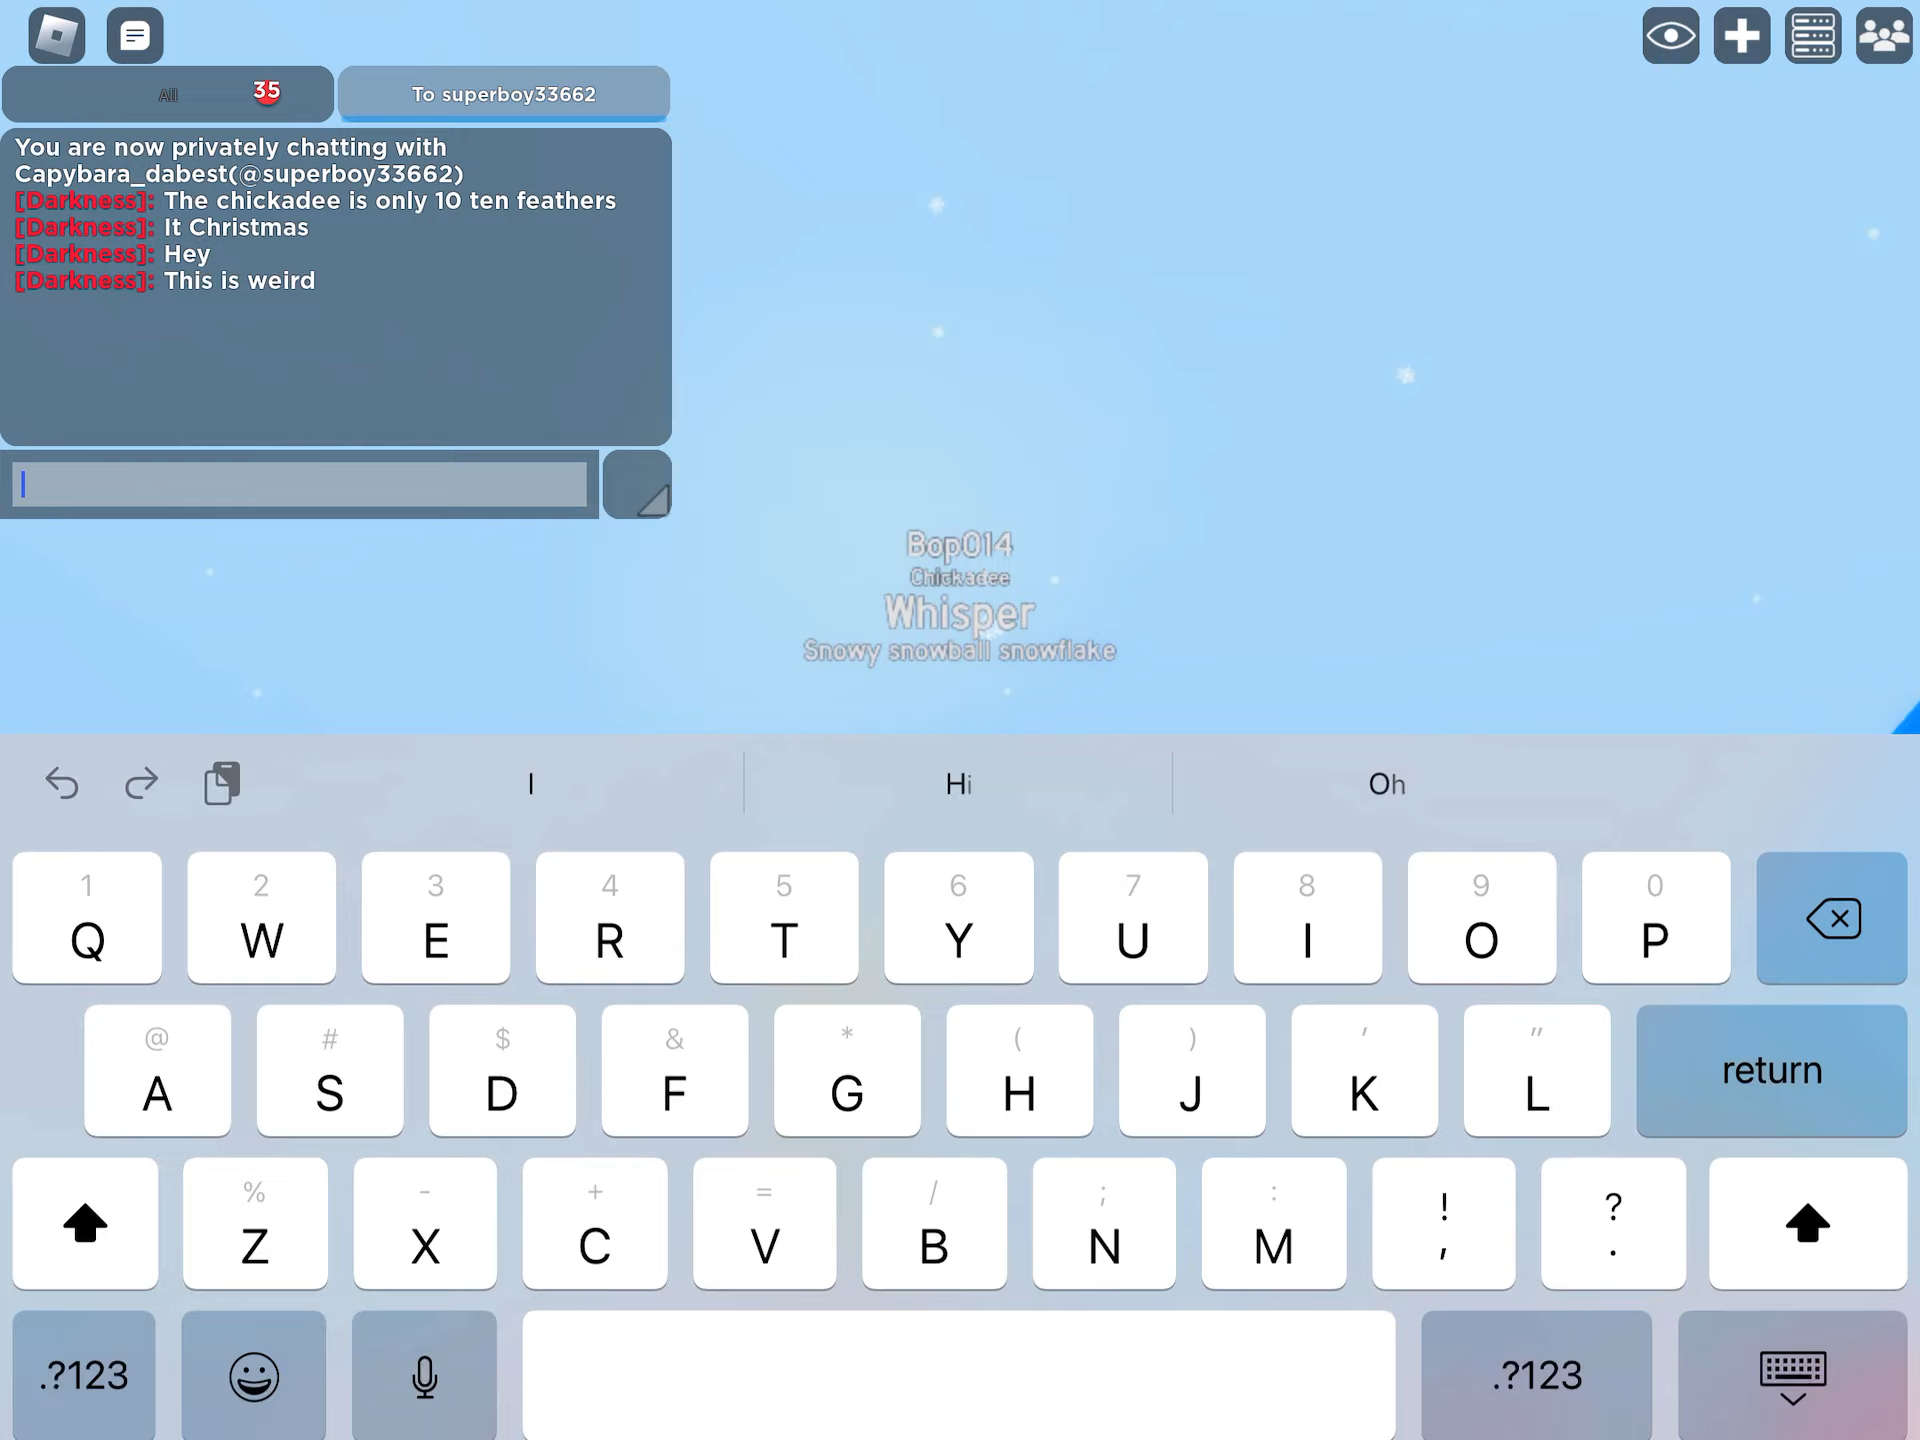 All 35 To superboy33662
You are now privately chatting with
Capybara_dabest(@superboy33662)
[Darkness]: The chickadee is only 10 ten feathers
[Darkness]: It Christmas
[Darkness]: Hey
[Darkness]: This is weird
Bop014
Chickadee
Whisper
Snowy snowball snowflake
I Hi Oh
1 2 3 4 5 6 7 8 9 0
Q W E R T Y U I O P
@ # $ & * ( ) ' "
A S D F G H J K L return
% - + = / ; : ! ?
Z X C V B N M , .
.?123 .?123